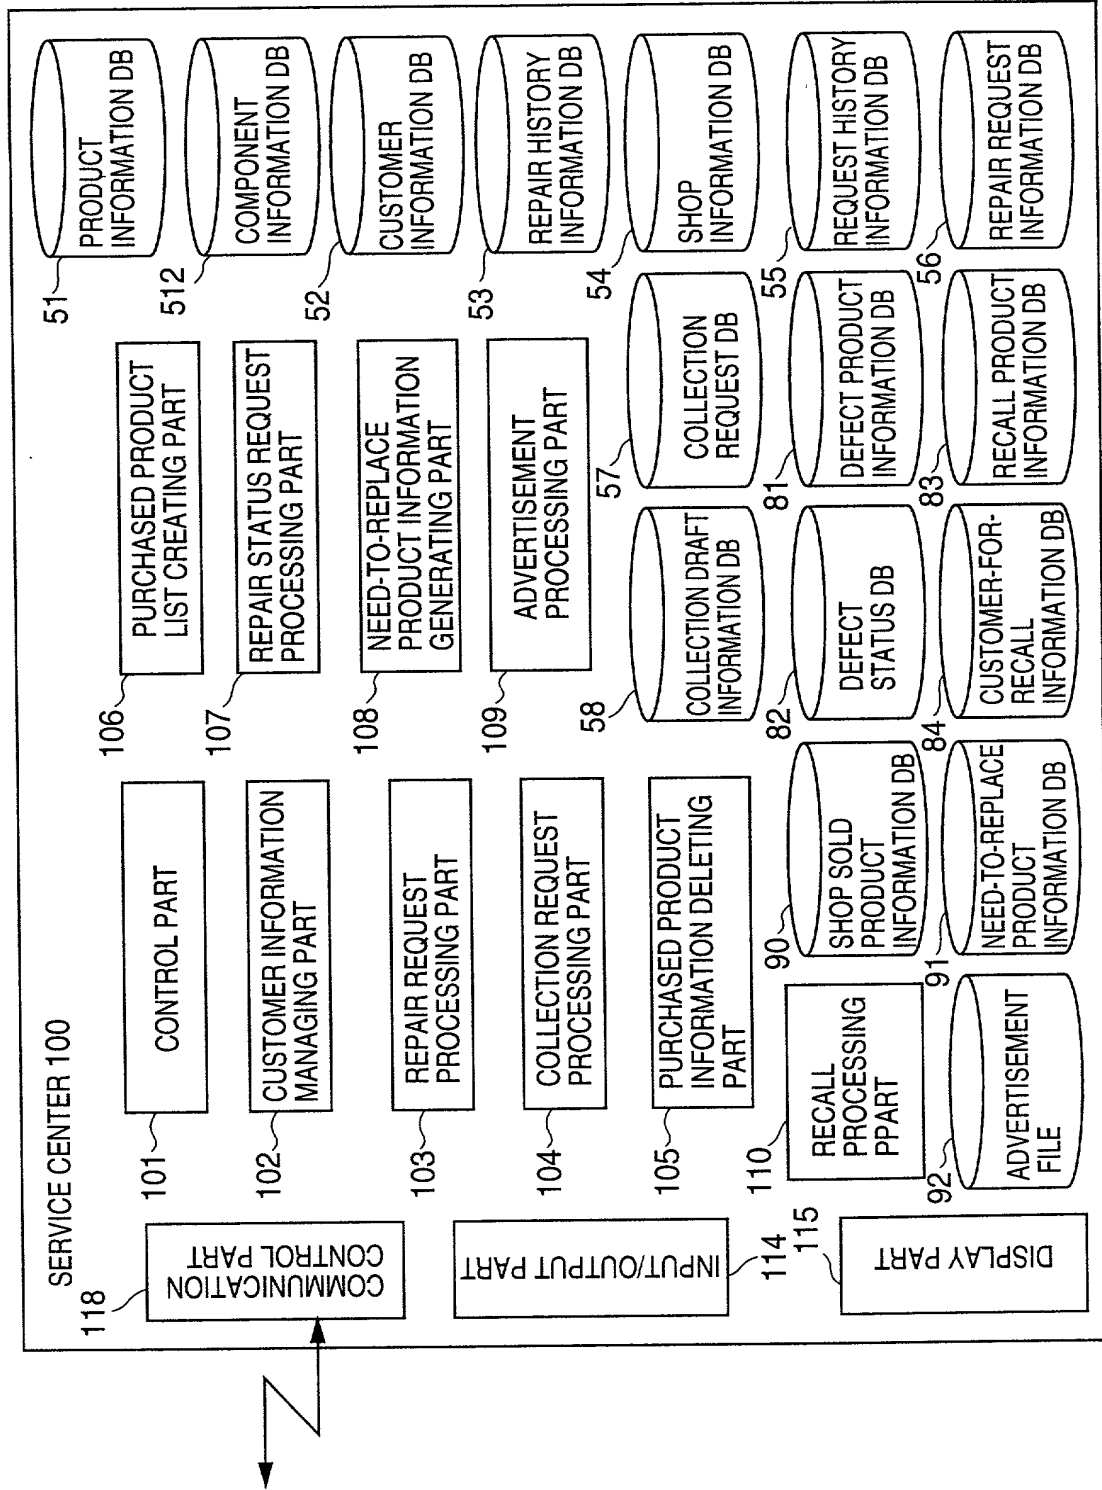 SERVICE CENTER 100
118
COMMUNICATION
CONTROL PART
114
INPUT/OUTPUT PART
115
DISPLAY PART
101
CONTROL PART
102
CUSTOMER INFORMATION
MANAGING PART
103
REPAIR REQUEST
PROCESSING PART
104
COLLECTION REQUEST
PROCESSING PART
105
PURCHASED PRODUCT
INFORMATION DELETING
PART
110
RECALL
PROCESSING
PPART
92
ADVERTISEMENT
FILE
106
PURCHASED PRODUCT
LIST CREATING PART
107
REPAIR STATUS REQUEST
PROCESSING PART
108
NEED-TO-REPLACE
PRODUCT INFORMATION
GENERATING PART
109
ADVERTISEMENT
PROCESSING PART
90
SHOP SOLD
PRODUCT
INFORMATION DB
91
NEED-TO-REPLACE
PRODUCT
INFORMATION DB
58
COLLECTION DRAFT
INFORMATION DB
82
DEFECT
STATUS DB
84
CUSTOMER-FOR-
RECALL
INFORMATION DB
57
COLLECTION
REQUEST DB
81
DEFECT PRODUCT
INFORMATION DB
83
RECALL PRODUCT
INFORMATION DB
51
PRODUCT
INFORMATION DB
512
COMPONENT
INFORMATION DB
52
CUSTOMER
INFORMATION DB
53
REPAIR HISTORY
INFORMATION DB
54
SHOP
INFORMATION DB
55
REQUEST HISTORY
INFORMATION DB
56
REPAIR REQUEST
INFORMATION DB